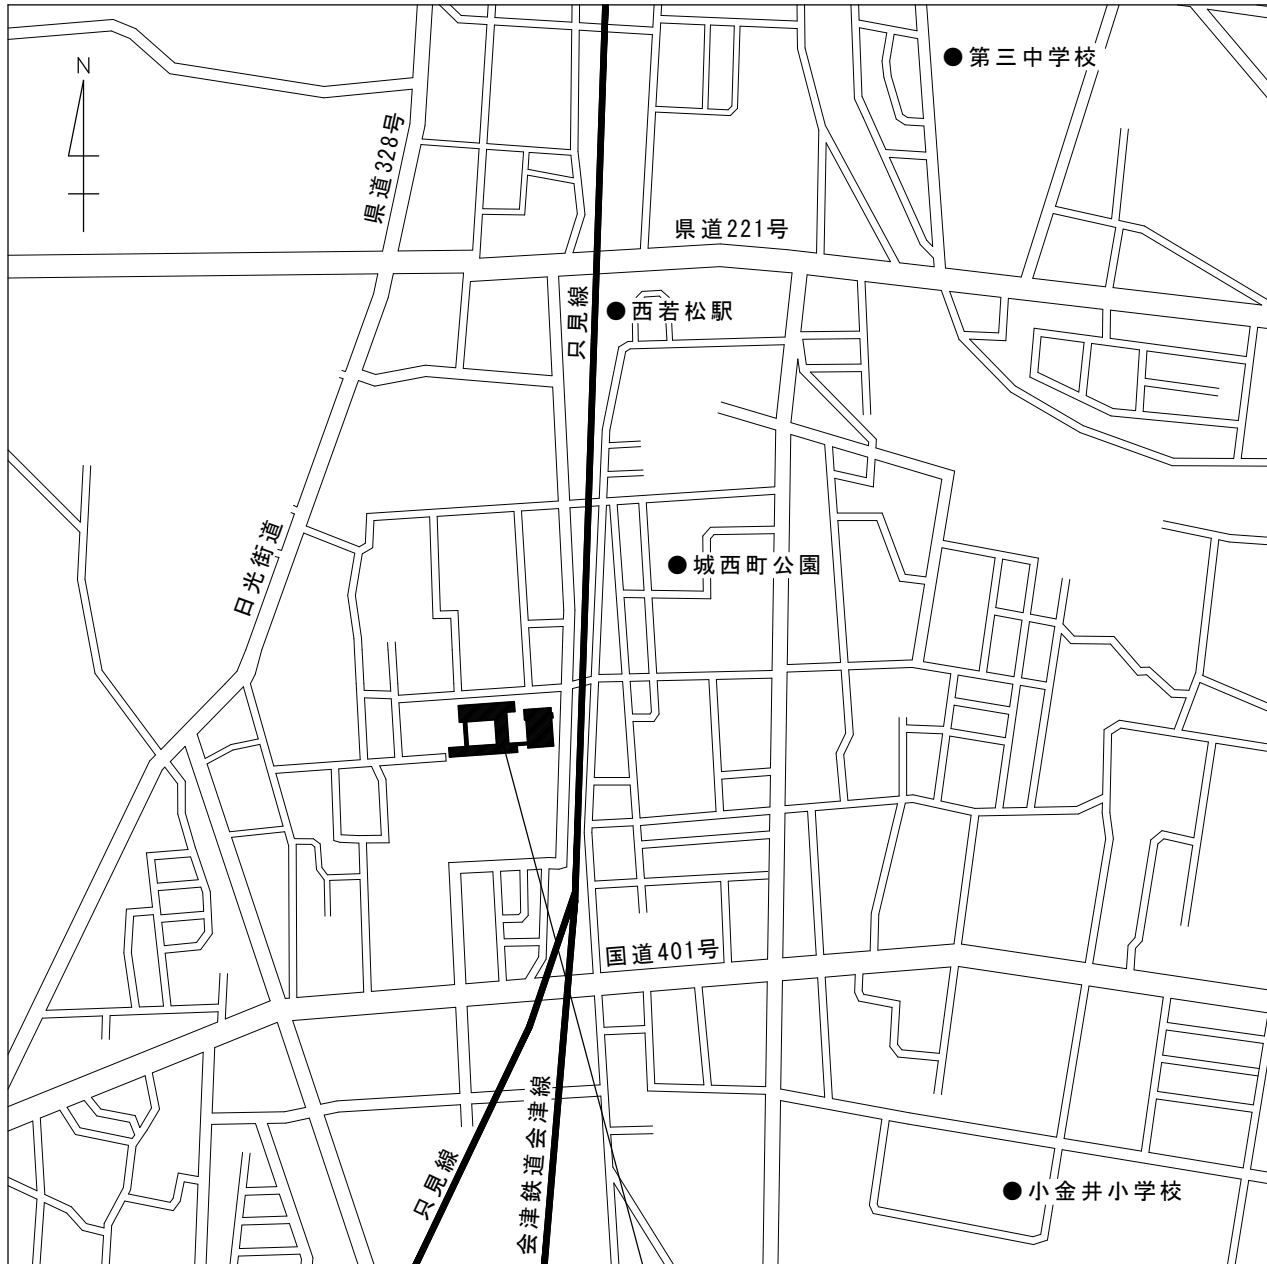 第三中学校
N
県道328号
県道221号
只見線
西若松駅
日光街道
城西町公園
国道401号
只見線
会津鉄道会津線
小金井小学校